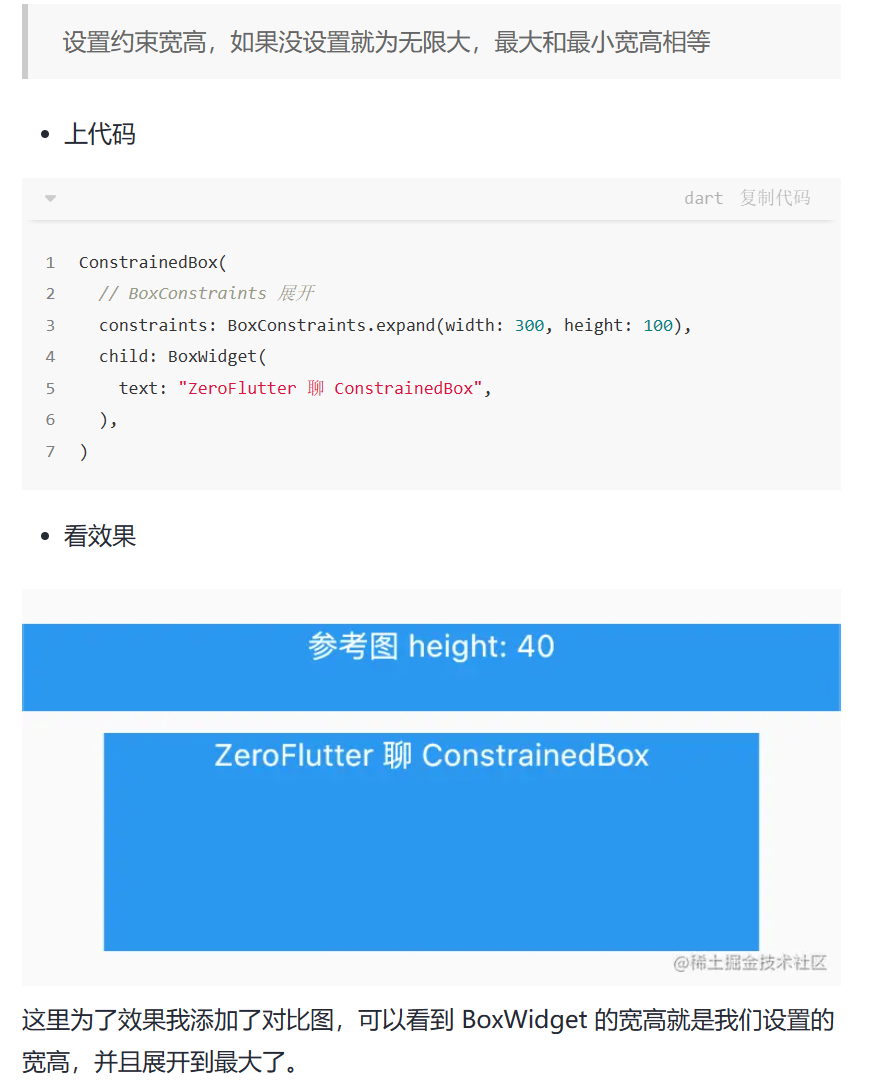 设置约束宽高，如果没设置就为无限大，最大和最小宽高相等
上代码
dart 复制代码
1 ConstrainedBox(
2 // BoxConstraints 展开
3 constraints: BoxConstraints.expand(width: 300, height: 100),
4 child: BoxWidget(
5 text: "ZeroFlutter 聊 ConstrainedBox",
6 ),
7 )
看效果
参考图 height: 40
ZeroFlutter 聊 ConstrainedBox
@稀土掘金技术社区
这里为了效果我添加了对比图，可以看到 BoxWidget 的宽高就是我们设置的
宽高，并且展开到最大了。